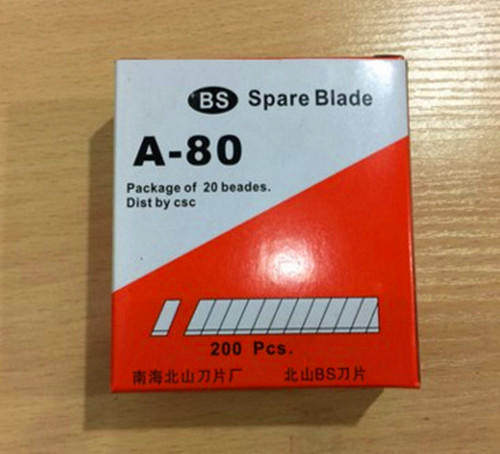 BS Spare Blade
A-80
Package of 20 beades.
Dist by csc
200 Pcs.
南海北山刀片厂 北山BS刀片